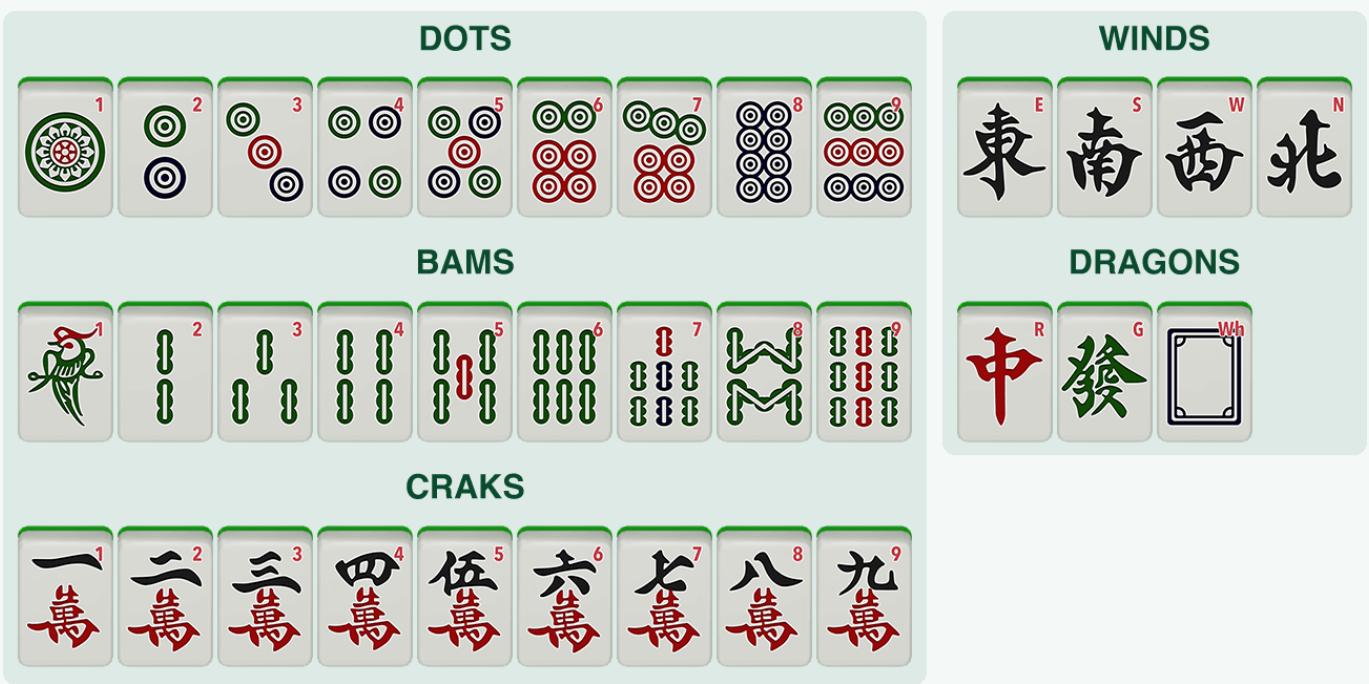 DOTS
1 2 3 4 5 6 7 8 9
BAMS
1 2 3 4 5 6 7 8 9
CRAKS
1 2 3 4 5 6 7 8 9
一 二 三 四 伍 六 七 八 九
萬 萬 萬 萬 萬 萬 萬 萬 萬
WINDS
E S W N
東 南 西 北
DRAGONS
R G Wh
中 發